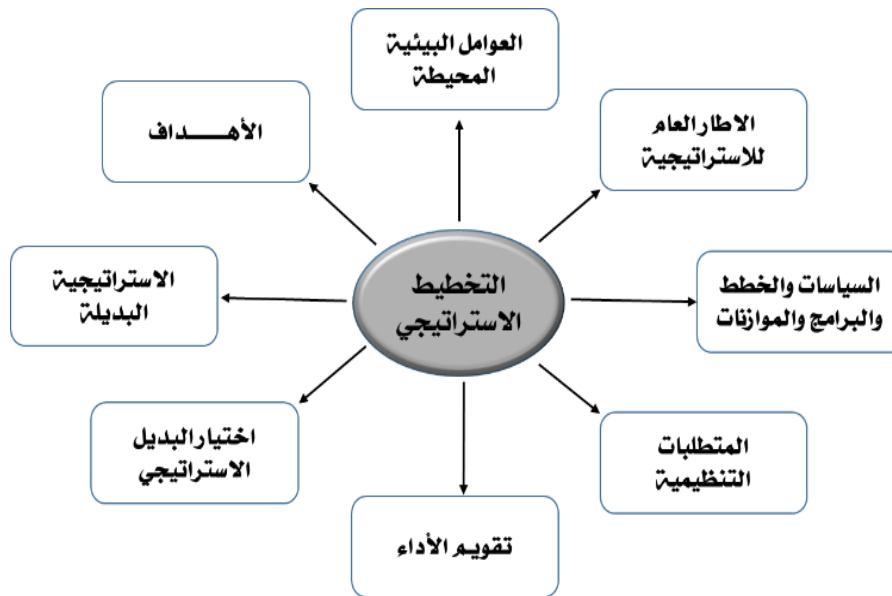 العوامل البيئية
المحيطة
الاطار العام
للاستراتيجية
الأهـــــداف
السياسات والخطط
والبرامج والموازنات
التخطيط
الاستراتيجي
الاستراتيجية
البديلة
المتطلبات
التنظيمية
اختيار البديل
الاستراتيجي
تقويم الأداء